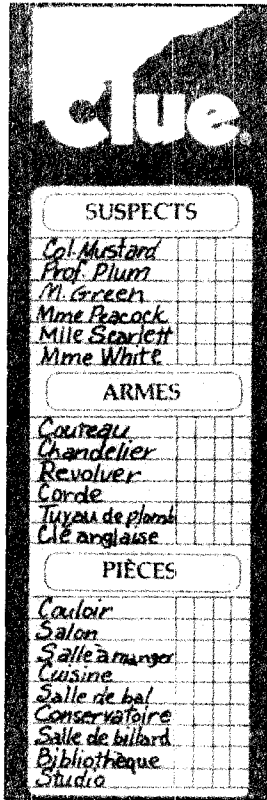 Clue®
SUSPECTS
Col. Mustard
Prof. Plum
M. Green
Mme Peacock
Mlle Scarlett
Mme White
ARMES
Couteau
Chandelier
Revolver
Corde
Tuyau de plomb
Clé anglaise
PIÈCES
Couloir
Salon
Salle à manger
Cuisine
Salle de bal
Conservatoire
Salle de billard
Bibliothèque
Studio